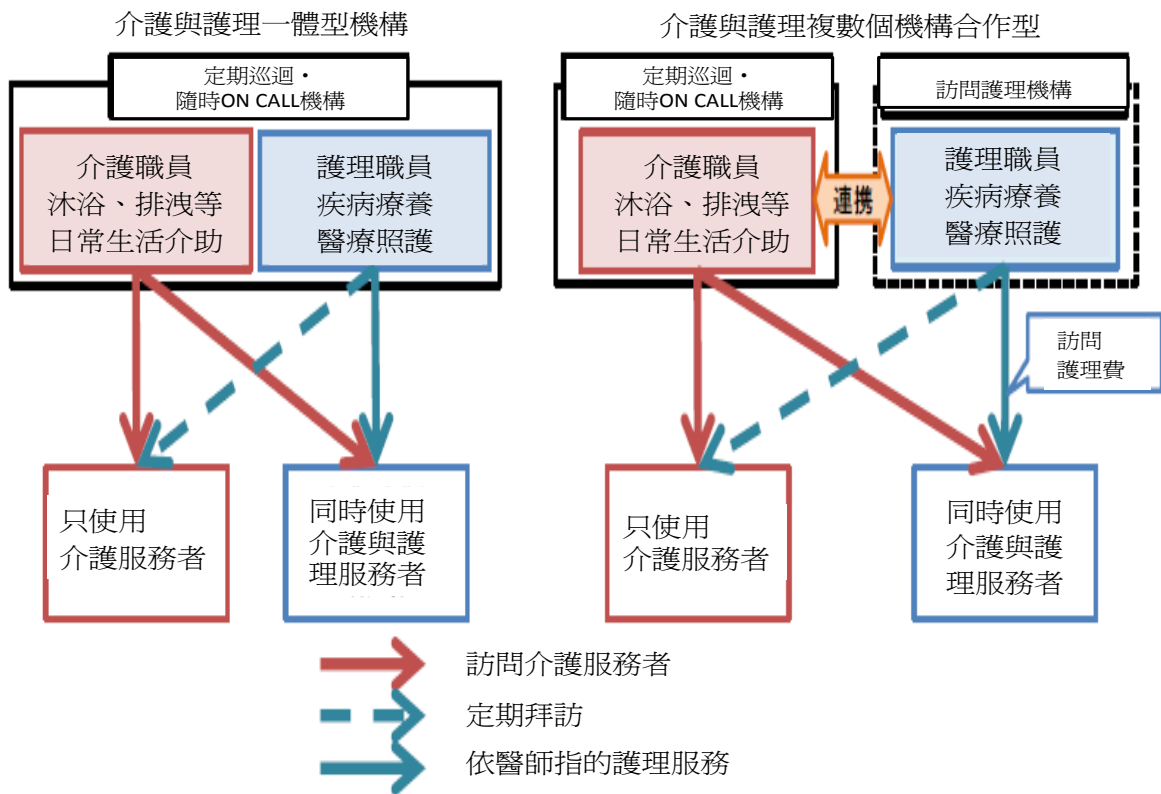 介護與護理一體型機構
定期巡迴・
隨時ON CALL機構
介護職員
沐浴、排洩等
日常生活介助
護理職員
疾病療養
醫療照護
只使用
介護服務者
同時使用
介護與護
理服務者
介護與護理複數個機構合作型
定期巡迴・
隨時ON CALL機構
訪問護理機構
介護職員
沐浴、排洩等
日常生活介助
連携
護理職員
疾病療養
醫療照護
訪問
護理費
只使用
介護服務者
同時使用
介護與護
理服務者
訪問介護服務者
定期拜訪
依醫師指的護理服務